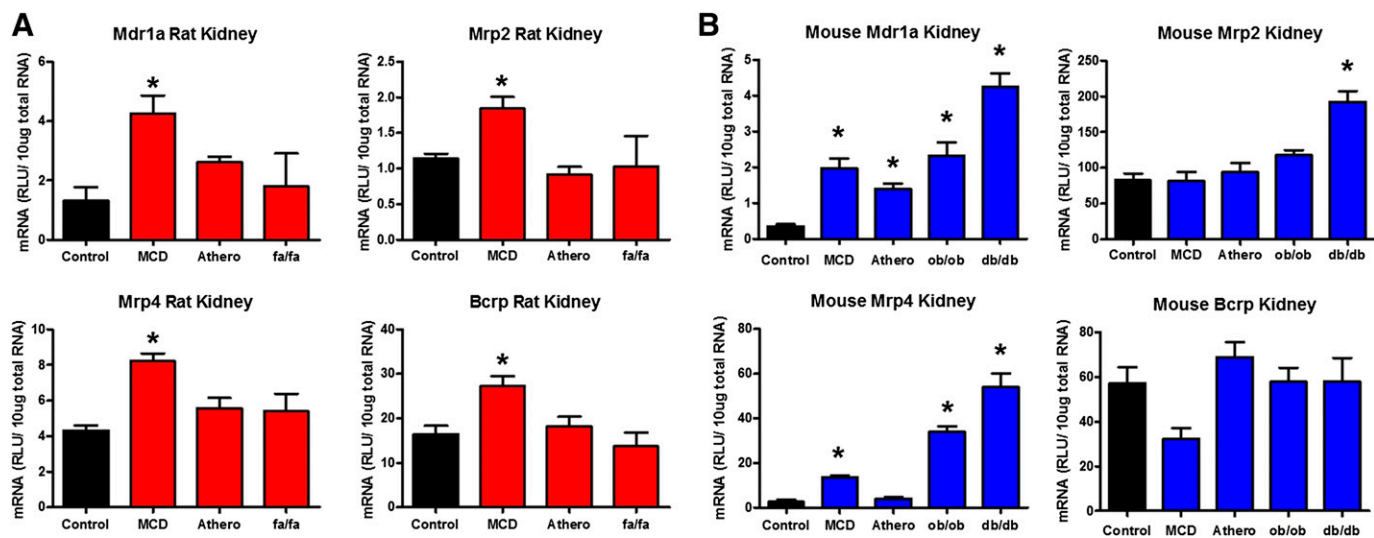 A
Mdr1a Rat Kidney
mRNA (RLU/ 10ug total RNA)
6
4
2
0
*
Control MCD Athero fa/fa
Mrp2 Rat Kidney
mRNA (RLU/ 10ug total RNA)
2.5
2.0
1.5
1.0
0.5
0.0
*
Control MCD Athero fa/fa
Mrp4 Rat Kidney
mRNA (RLU/ 10ug total RNA)
10
8
6
4
2
0
*
Control MCD Athero fa/fa
Bcrp Rat Kidney
mRNA (RLU/ 10ug total RNA)
40
30
20
10
0
*
Control MCD Athero fa/fa
B
Mouse Mdr1a Kidney
mRNA (RLU/ 10ug total RNA)
5
4
3
2
1
0
* * * *
Control MCD Athero ob/ob db/db
Mouse Mrp2 Kidney
mRNA (RLU/ 10ug total RNA)
250
200
150
100
50
0
*
Control MCD Athero ob/ob db/db
Mouse Mrp4 Kidney
mRNA (RLU/ 10ug total RNA)
80
60
40
20
0
* * *
Control MCD Athero ob/ob db/db
Mouse Bcrp Kidney
mRNA (RLU/ 10ug total RNA)
80
60
40
20
0
Control MCD Athero ob/ob db/db